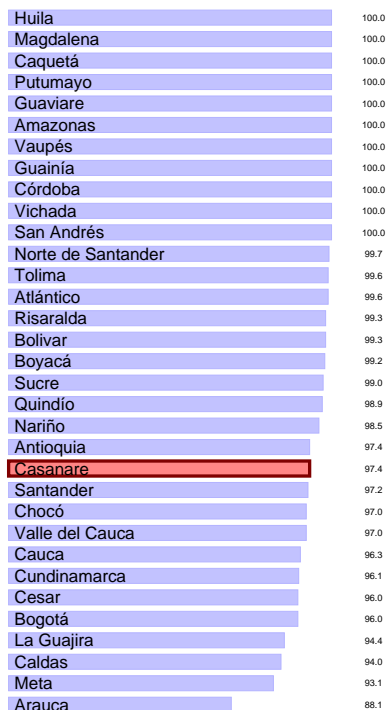 Huila 100.0
Magdalena 100.0
Caquetá 100.0
Putumayo 100.0
Guaviare 100.0
Amazonas 100.0
Vaupés 100.0
Guainía 100.0
Córdoba 100.0
Vichada 100.0
San Andrés 100.0
Norte de Santander 99.7
Tolima 99.6
Atlántico 99.6
Risaralda 99.3
Bolivar 99.3
Boyacá 99.2
Sucre 99.0
Quindío 98.9
Nariño 98.5
Antioquia 97.4
Casanare 97.4
Santander 97.2
Chocó 97.0
Valle del Cauca 97.0
Cauca 96.3
Cundinamarca 96.1
Cesar 96.0
Bogotá 96.0
La Guajira 94.4
Caldas 94.0
Meta 93.1
Arauca 88.1